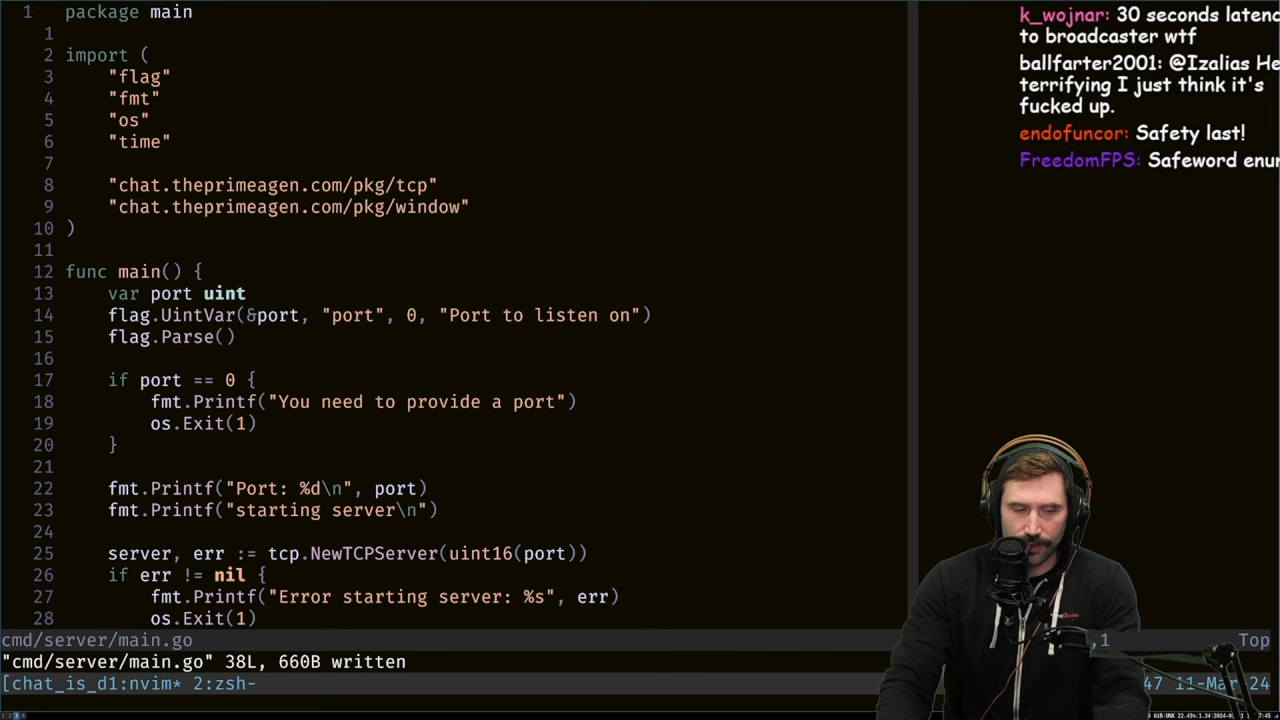 1 package main
1
2 import (
3 "flag"
4 "fmt"
5 "os"
6 "time"
7
8 "chat.theprimeagen.com/pkg/tcp"
9 "chat.theprimeagen.com/pkg/window"
10 )
11
12 func main() {
13 var port uint
14 flag.UintVar(&port, "port", 0, "Port to listen on")
15 flag.Parse()
16
17 if port == 0 {
18 fmt.Printf("You need to provide a port")
19 os.Exit(1)
20 }
21
22 fmt.Printf("Port: %d\n", port)
23 fmt.Printf("starting server\n")
24
25 server, err := tcp.NewTCPServer(uint16(port))
26 if err != nil {
27 fmt.Printf("Error starting server: %s", err)
28 os.Exit(1)
cmd/server/main.go ,1 Top
"cmd/server/main.go" 38L, 660B written
[chat_is_d1:nvim* 2:zsh- 47 11-Mar 24
k_wojnar: 30 seconds latenc
to broadcaster wtf
ballfarter2001: @Izalias He
terrifying I just think it's
fucked up.
endofuncor: Safety last!
FreedomFPS: Safeword enu